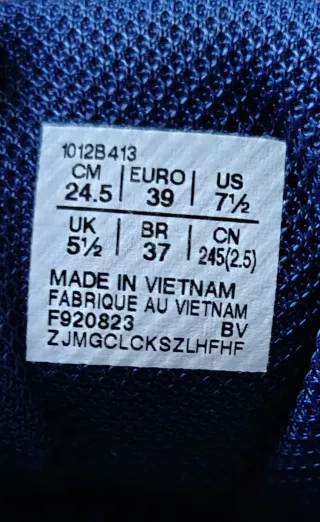 1012B413
CM | EURO | US
24.5 | 39 | 7½
UK | BR | CN
5½ | 37 | 245(2.5)
MADE IN VIETNAM
FABRIQUE AU VIETNAM
F920823 BV
ZJMGCLCKSZLHFHF